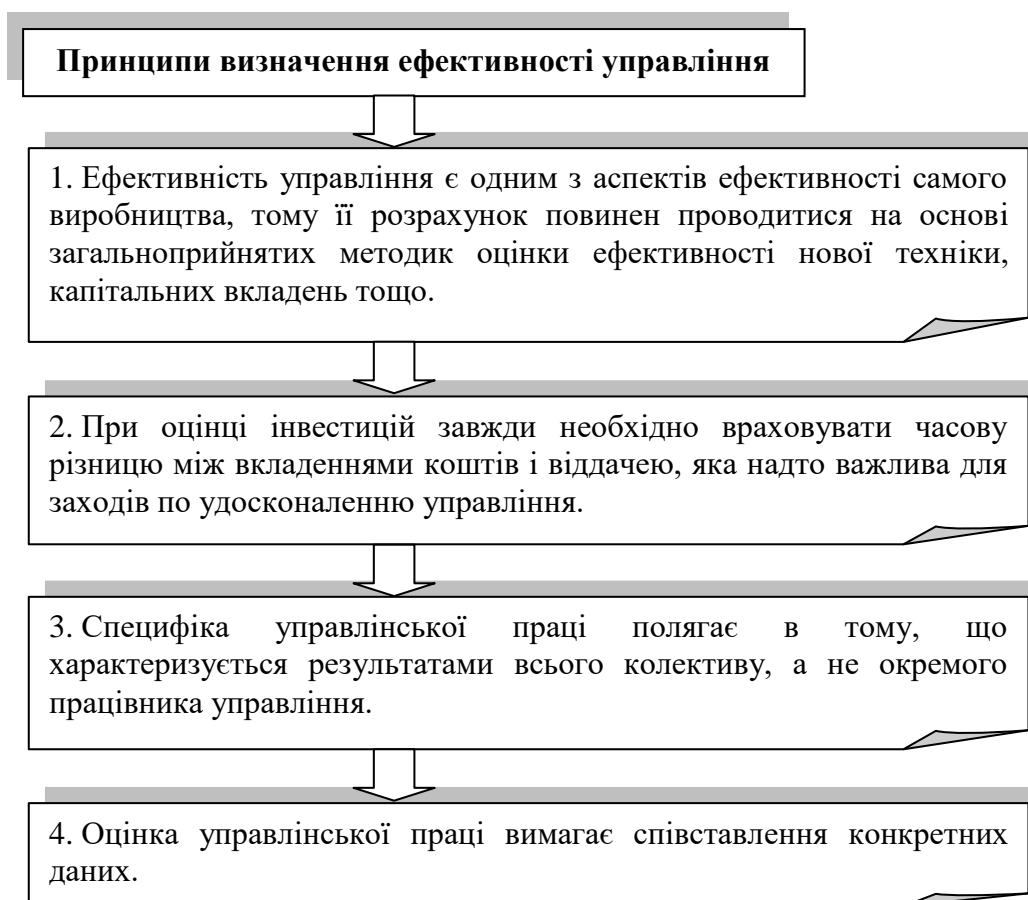 Принципи визначення ефективності управління
1. Ефективність управління є одним з аспектів ефективності самого
виробництва, тому її розрахунок повинен проводитися на основі
загальноприйнятих методик оцінки ефективності нової техніки,
капітальних вкладень тощо.
2. При оцінці інвестицій завжди необхідно враховувати часову
різницю між вкладеннями коштів і віддачею, яка надто важлива для
заходів по удосконаленню управління.
3. Специфіка управлінської праці полягає в тому, що
характеризується результатами всього колективу, а не окремого
працівника управління.
4. Оцінка управлінської праці вимагає співставлення конкретних
даних.